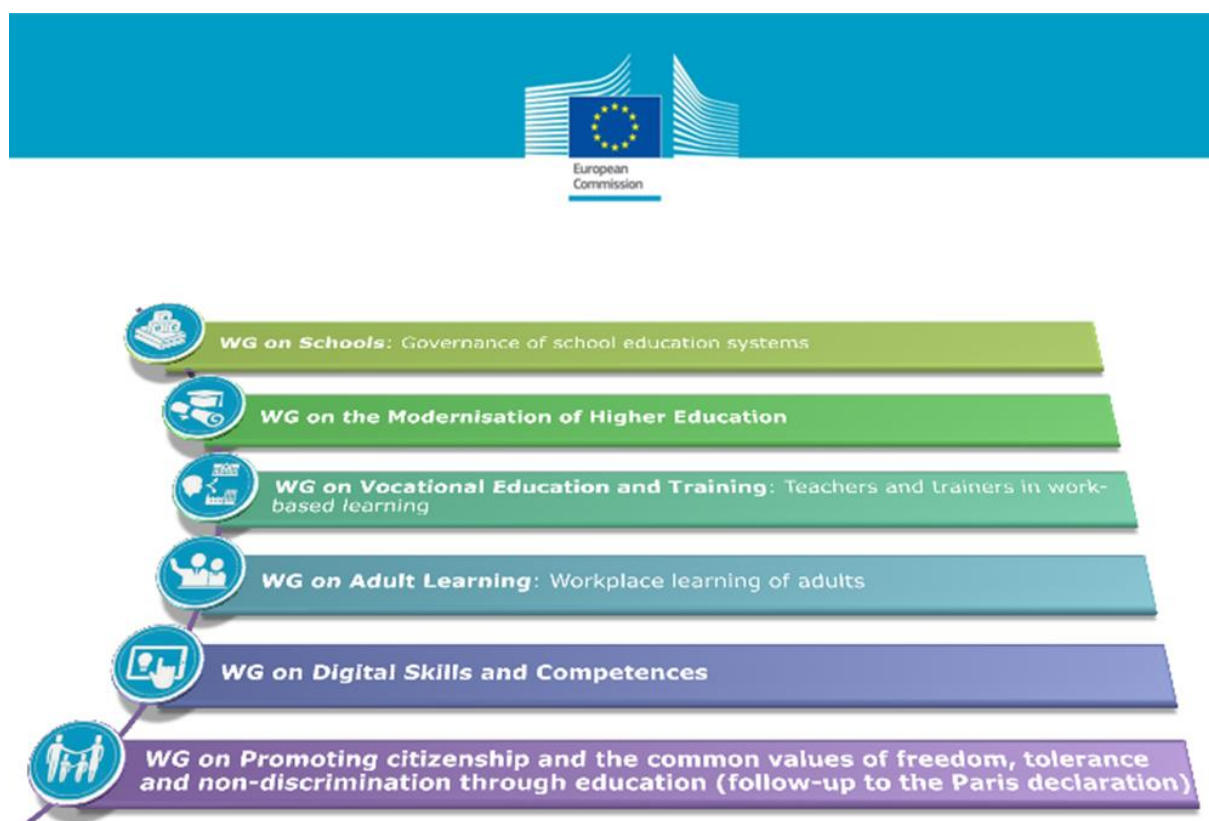 European
Commission
WG on Schools: Governance of school education systems
WG on the Modernisation of Higher Education
WG on Vocational Education and Training: Teachers and trainers in work-
based learning
WG on Adult Learning: Workplace learning of adults
WG on Digital Skills and Competences
WG on Promoting citizenship and the common values of freedom, tolerance
and non-discrimination through education (follow-up to the Paris declaration)